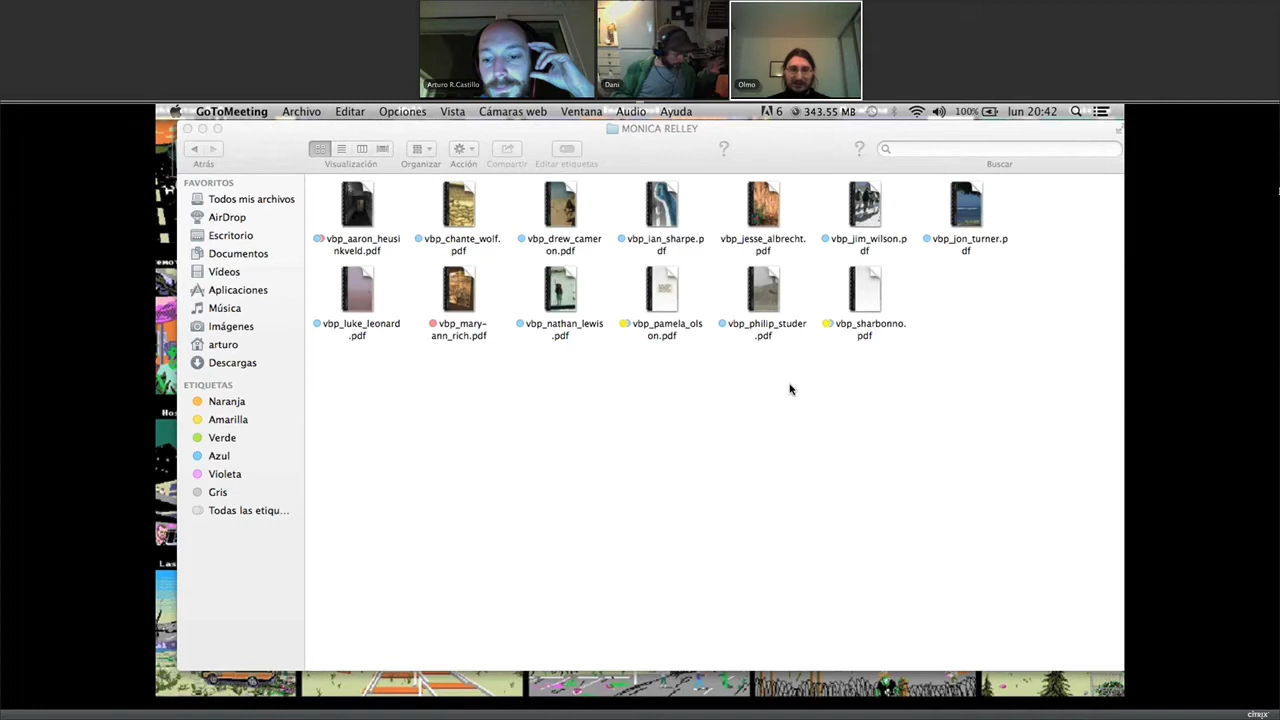 Arturo R.Castillo
Dani
Olmo
GoToMeeting Archivo Editar Opciones Vista Cámaras web Ventana Audio Ayuda 6 343.55 MB 100% lun 20:42
MONICA RELLEY
Atrás Visualización Organizar Acción Compartir Editar etiquetas Buscar
FAVORITOS
Todos mis archivos
AirDrop
Escritorio
Documentos
Vídeos
Aplicaciones
Música
Imágenes
arturo
Descargas
ETIQUETAS
Naranja
Amarilla
Verde
Azul
Violeta
Gris
Todas las etiqu...
vbp_aaron_heusi
nkveld.pdf
vbp_chante_wolf.
pdf
vbp_drew_camer
on.pdf
vbp_ian_sharpe.p
df
vbp_jesse_albrecht.
pdf
vbp_jim_wilson.p
df
vbp_jon_turner.p
df
vbp_luke_leonard
.pdf
vbp_mary-
ann_rich.pdf
vbp_nathan_lewis
.pdf
vbp_pamela_ols
on.pdf
vbp_philip_studer
.pdf
vbp_sharbonno.
pdf
Hos
Las
CITRIX